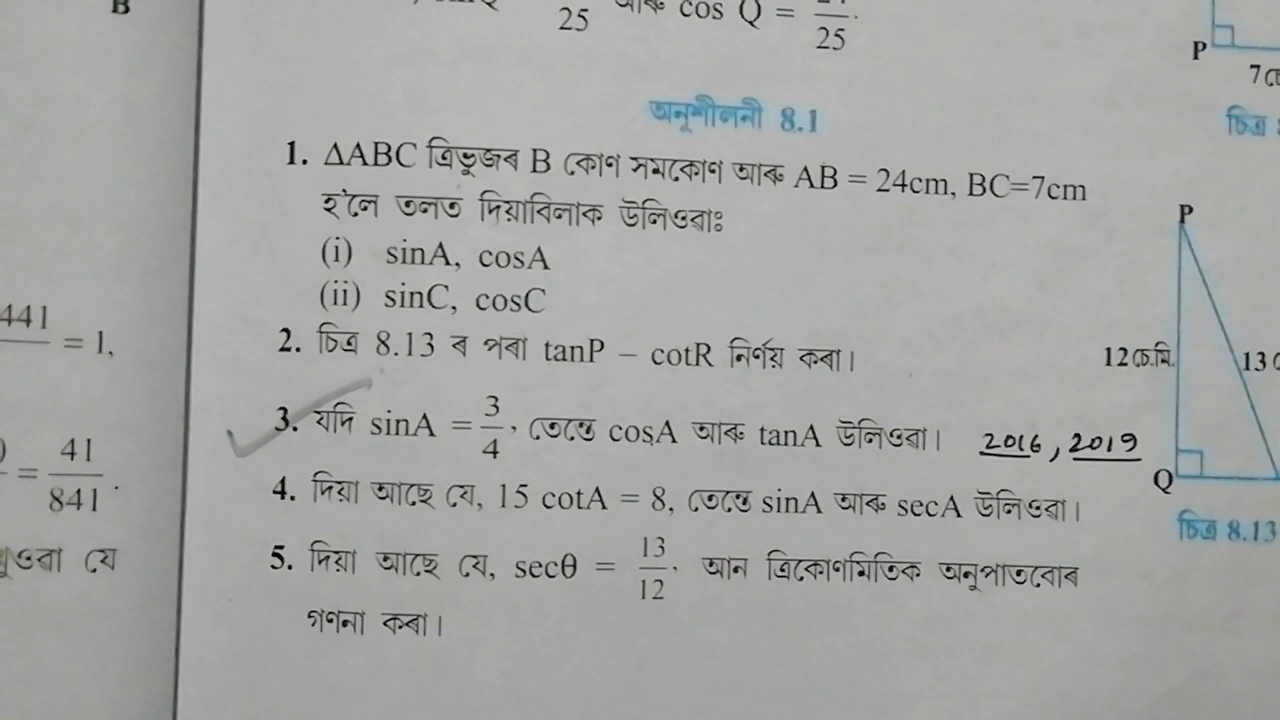 B
25
cos Q =
25
P
অনুশীলনী 8.1
চিত্ৰ
1. ΔABC ত্ৰিভুজৰ B কোণ সমকোণ আৰু AB = 24cm, BC=7cm
হ'লে তলত দিয়াবিলাক উলিওৱাঃ
(i) sinA, cosA
(ii) sinC, cosC
441
= 1,
2. চিত্ৰ 8.13 ৰ পৰা tanP – cotR নিৰ্ণয় কৰা।
P
12 চে.মি.
13
Q
চিত্ৰ 8.13
3. যদি sinA = 3/4, তেন্তে cosA আৰু tanA উলিওৱা। 2016, 2019
= 41/841.
4. দিয়া আছে যে, 15 cotA = 8, তেন্তে sinA আৰু secA উলিওৱা।
যে
5. দিয়া আছে যে, secθ = 13/12. আন ত্ৰিকোণমিতিক অনুপাতবোৰ
গণনা কৰা।